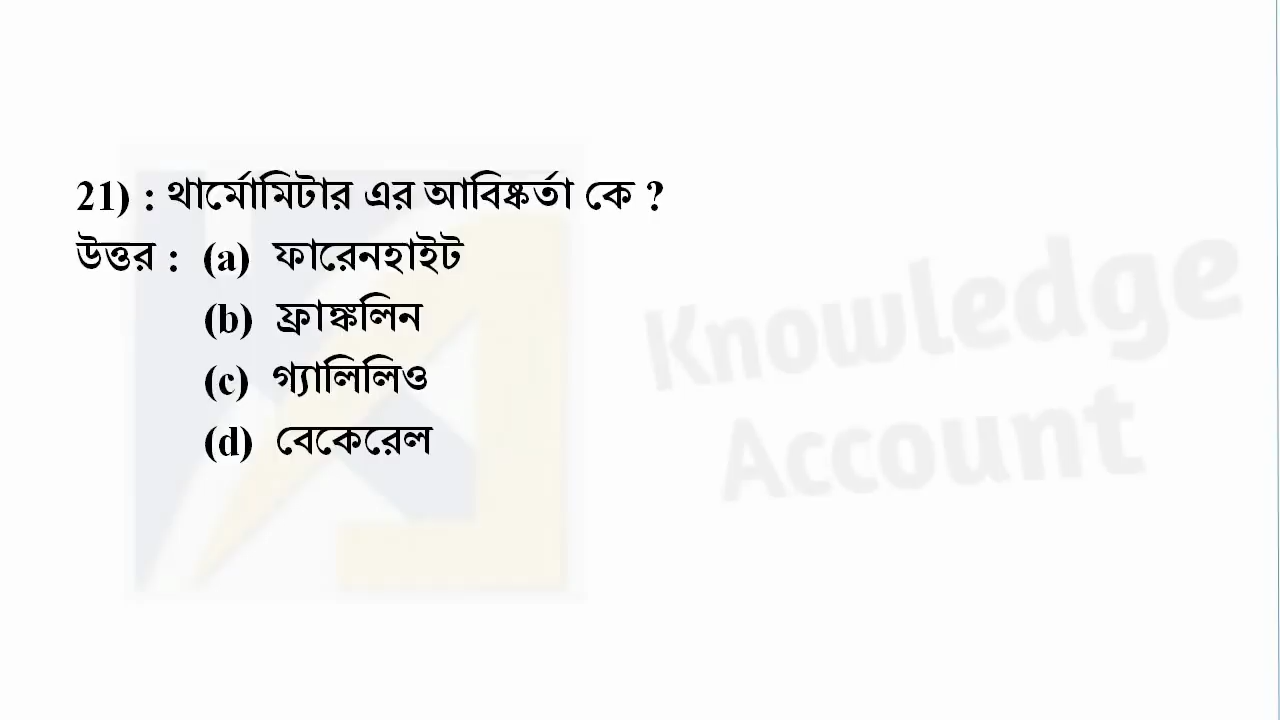 21) : থার্মোমিটার এর আবিষ্কর্তা কে ?
উত্তর : (a) ফারেনহাইট
(b) ফ্রাঙ্কলিন
(c) গ্যালিলিও
(d) বেকেরেল
Knowledge
Account